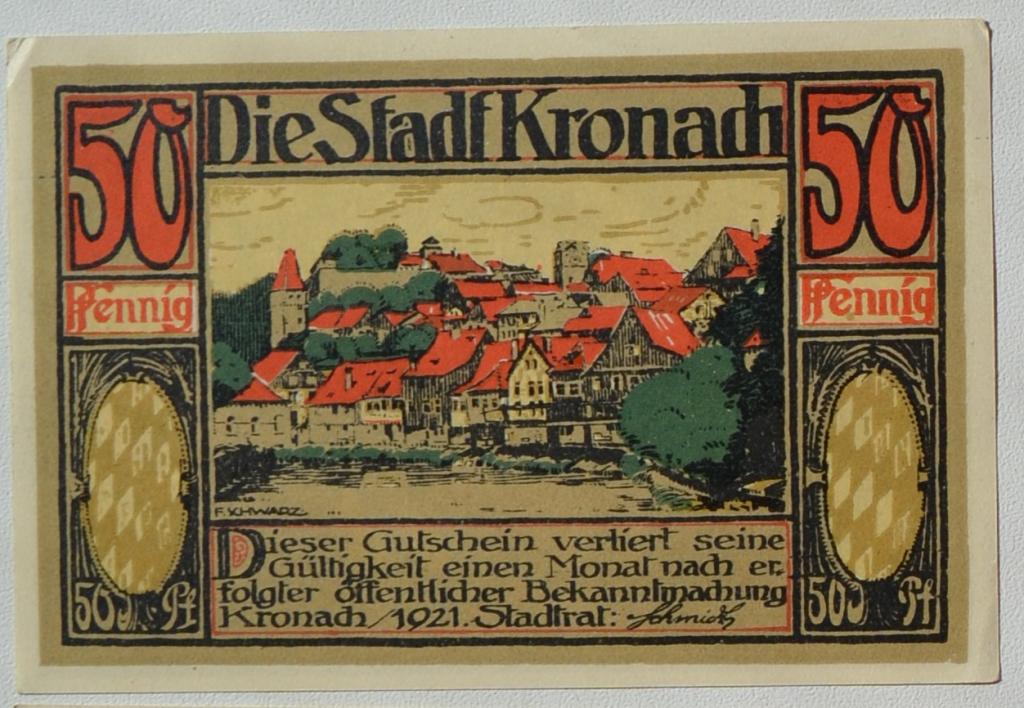 50
Die Stadt Kronach
50
Pfennig
Pfennig
F. SCHWARZ
Dieser Gutschein verliert seine
Gültigkeit einen Monat nach er-
folgter öffentlicher Bekanntmachung
Kronach / 1921. Stadtrat: Schmidt
50 Pf
50 Pf